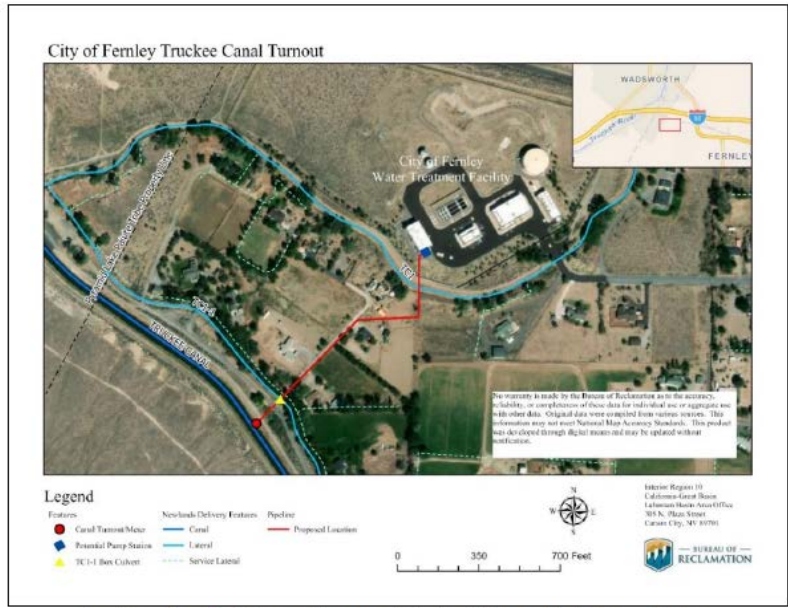 City of Fernley Truckee Canal Turnout
WADSWORTH
Truckee River
80
FERNLEY
City of Fernley
Water Treatment Facility
Pyramid Lake Paiute Tribe Property Line
TC1
TC1-1
TRUCKEE CANAL
No warranty is made by the Bureau of Reclamation as to the accuracy,
reliability, or completeness of these data for individual use or aggregate use
with other data. Original data were compiled from various sources. This
information may not meet National Map Accuracy Standards. This product
was developed through digital means and may be updated without
notification.
Legend
Features
Canal Turnout/Meter
Potential Pump Station
TC1-1 Box Culvert
Newlands Delivery Features
Canal
Lateral
Service Lateral
Pipeline
Proposed Location
N
W
E
S
0 350 700 Feet
Interior Region 10
California-Great Basin
Lahontan Basin Area Office
705 N. Plaza Street
Carson City, NV 89701
BUREAU OF
RECLAMATION